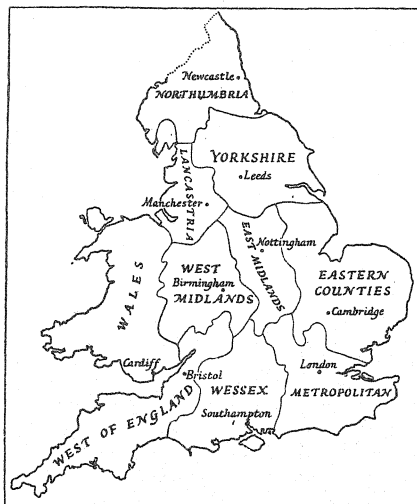 Newcastle
NORTHUMBRIA
YORKSHIRE
Leeds
LANCASTRIA
Manchester
EAST MIDLANDS
Nottingham
WEST
Birmingham
MIDLANDS
WALES
EASTERN
COUNTIES
Cambridge
Cardiff
Bristol
WEST OF ENGLAND
WESSEX
Southampton
London
METROPOLITAN